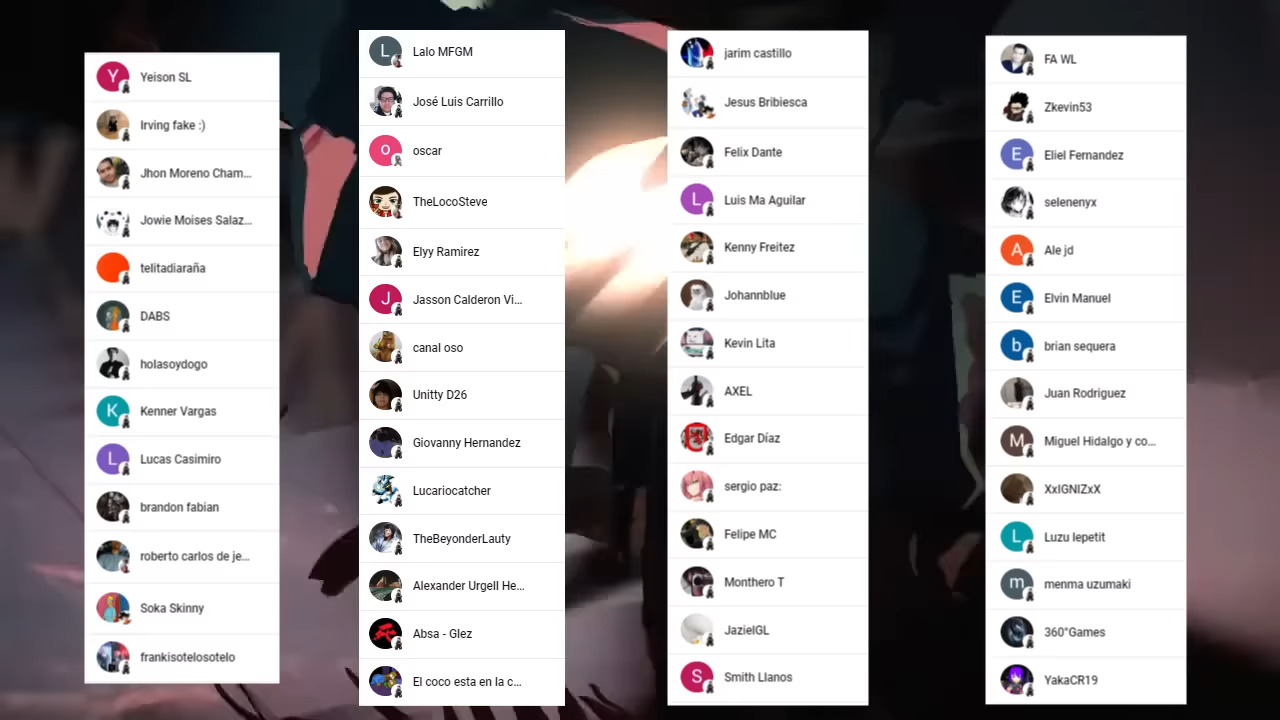 Y
Yeison SL
Irving fake :)
Jhon Moreno Cham...
Jowie Moises Salaz...
telitadiaraña
DABS
holasoydogo
K
Kenner Vargas
L
Lucas Casimiro
brandon fabian
roberto carlos de je...
Soka Skinny
frankisotelosotelo
L
Lalo MFGM
José Luis Carrillo
o
oscar
TheLocoSteve
Elyy Ramirez
J
Jasson Calderon Vi...
canal oso
Unitty D26
Giovanny Hernandez
Lucariocatcher
TheBeyonderLauty
Alexander Urgell He...
Absa - Glez
El coco esta en la c...
jarim castillo
Jesus Bribiesca
Felix Dante
L
Luis Ma Aguilar
Kenny Freitez
Johannblue
Kevin Lita
AXEL
Edgar Díaz
sergio paz:
Felipe MC
Monthero T
JazielGL
S
Smith Llanos
FA WL
Zkevin53
E
Eliel Fernandez
selenenyx
A
Ale jd
E
Elvin Manuel
b
brian sequera
Juan Rodriguez
M
Miguel Hidalgo y co...
XxIGNIZxX
L
Luzu lepetit
m
menma uzumaki
360°Games
YakaCR19